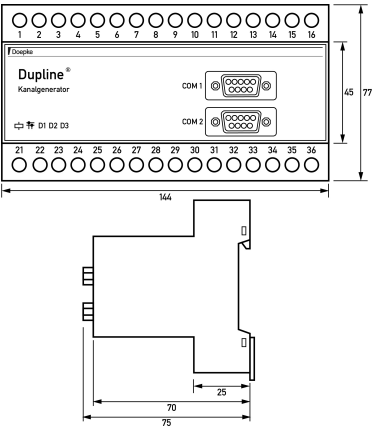 1 2 3 4 5 6 7 8 9 10 11 12 13 14 15 16
Doepke
Dupline®
Kanalgenerator
COM 1
COM 2
D1 D2 D3
21 22 23 24 25 26 27 28 29 30 31 32 33 34 35 36
45
77
144
25
70
75